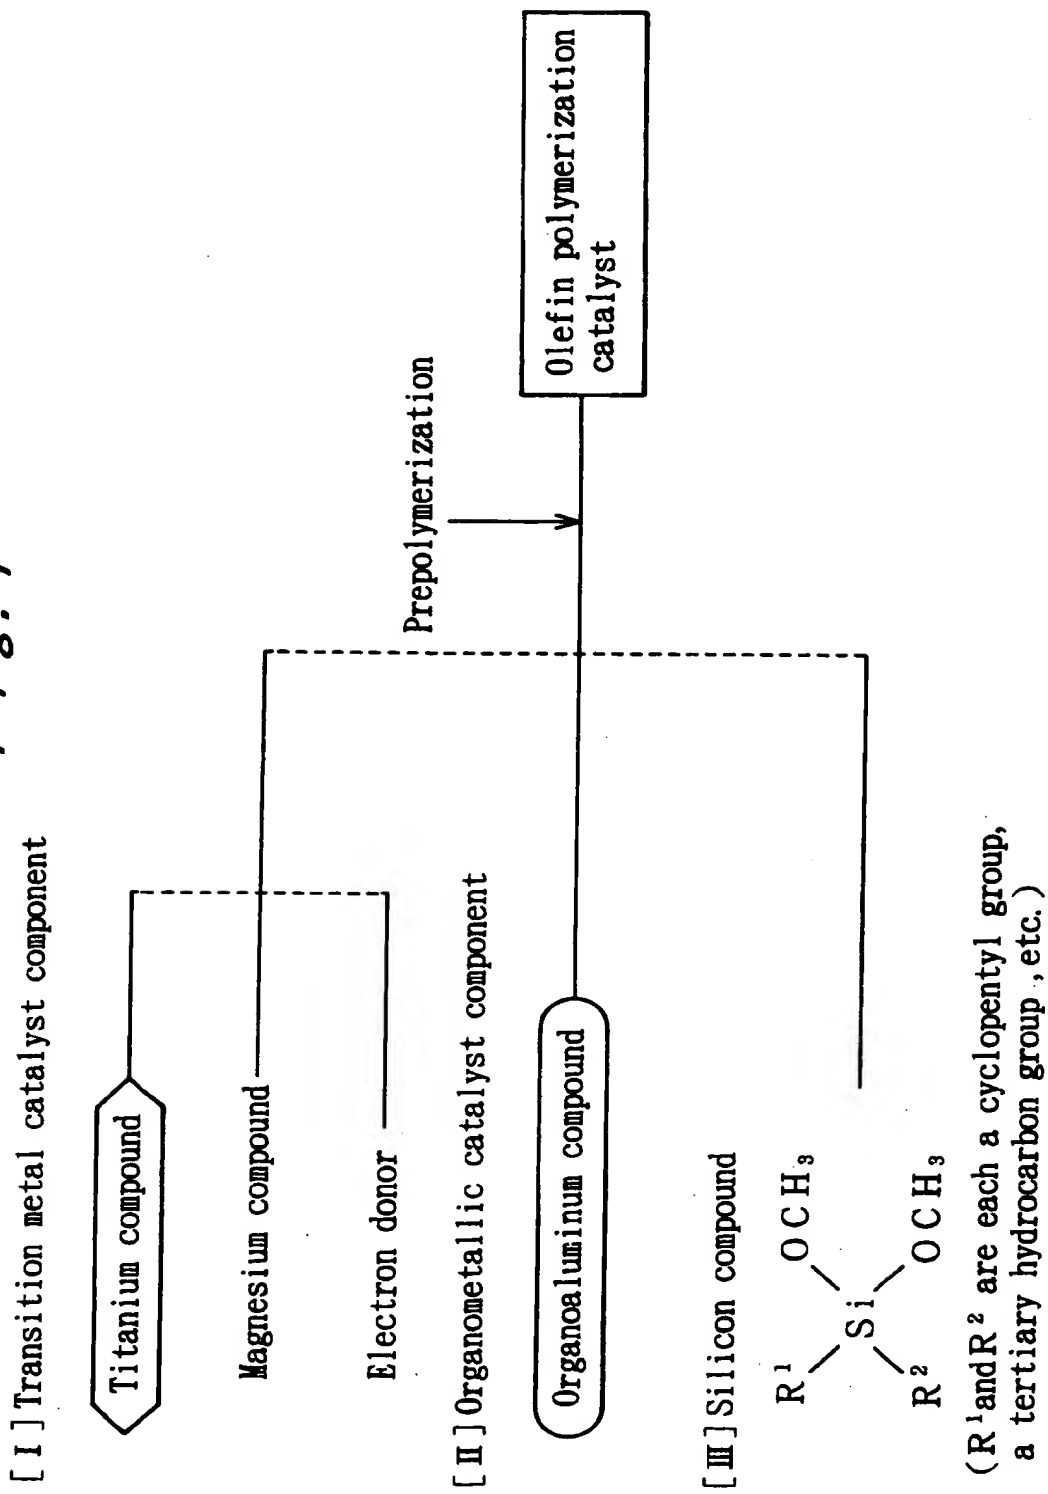 Fig. 1
[I] Transition metal catalyst component
Titanium compound
Magnesium compound
Electron donor
[II] Organometallic catalyst component
Organoaluminum compound
[III] Silicon compound
R¹ OCH₃
Si
R² OCH₃
(R¹ and R² are each a cyclopentyl group,
a tertiary hydrocarbon group, etc.)
Prepolymerization
Olefin polymerization
catalyst